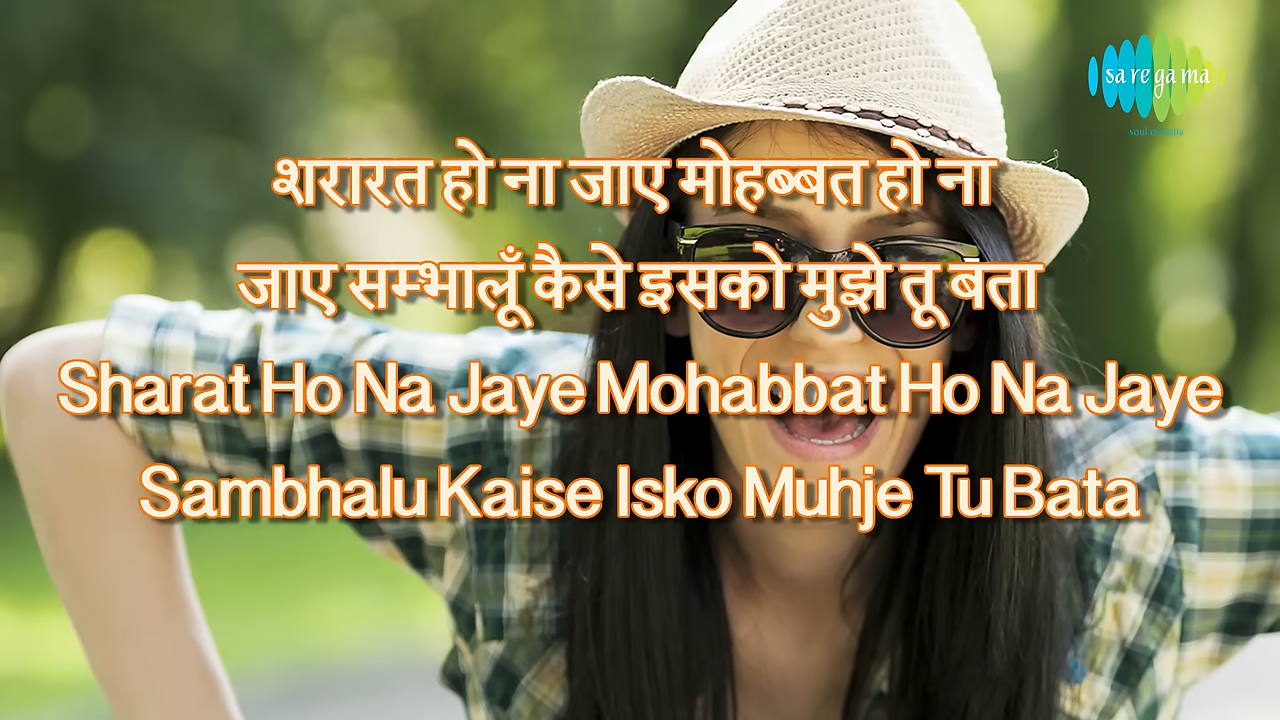 sa re ga ma
soul of india
शरारत हो ना जाए मोहब्बत हो ना
जाए सम्भालूँ कैसे इसको मुझे तू बता
Sharat Ho Na Jaye Mohabbat Ho Na Jaye
Sambhalu Kaise Isko Muhje Tu Bata